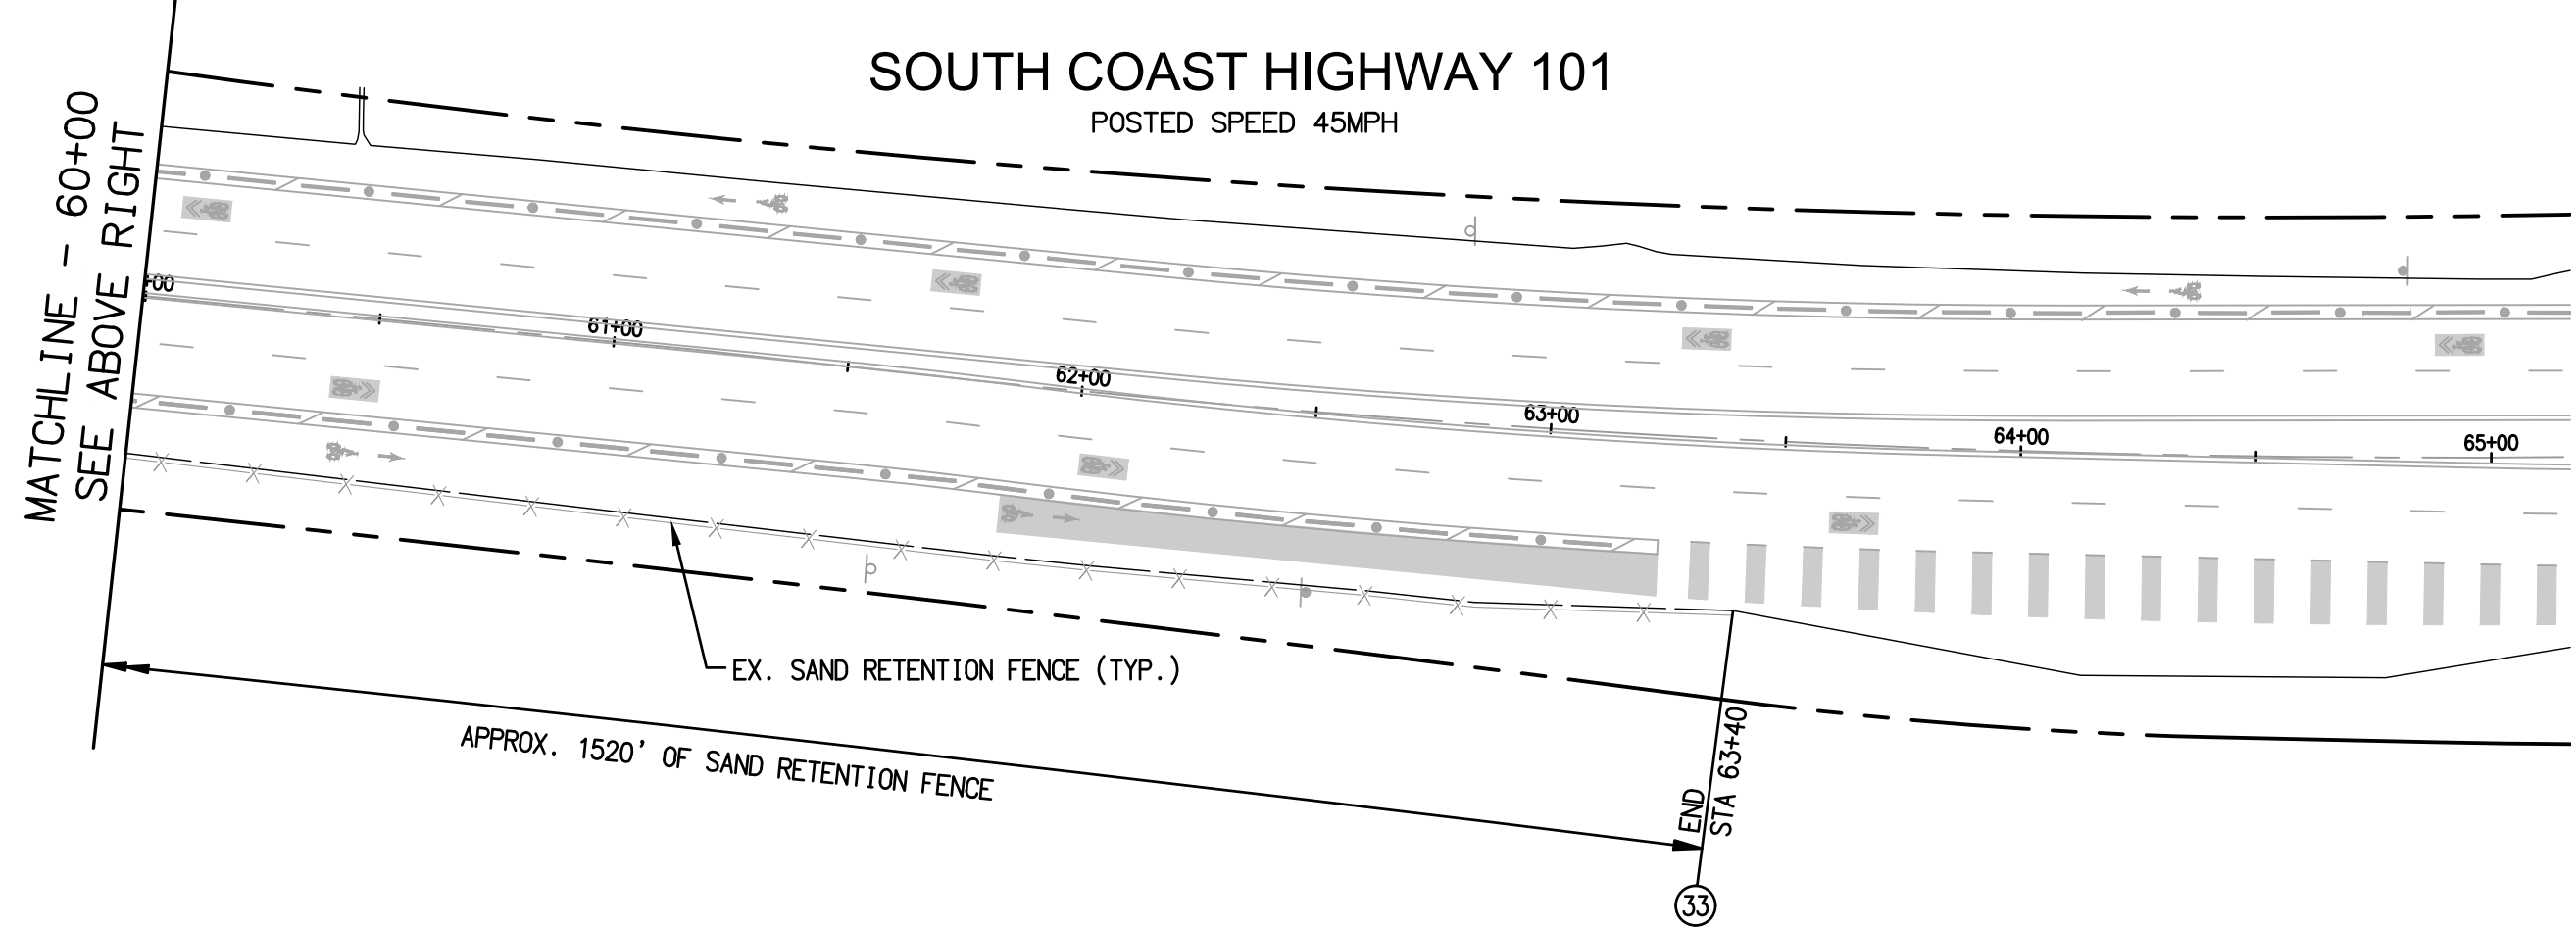 SOUTH COAST HIGHWAY 101
POSTED SPEED 45MPH
MATCHLINE - 60+00
SEE ABOVE RIGHT
+00
61+00
62+00
63+00
64+00
65+00
EX. SAND RETENTION FENCE (TYP.)
APPROX. 1520' OF SAND RETENTION FENCE
END
STA 63+40
33